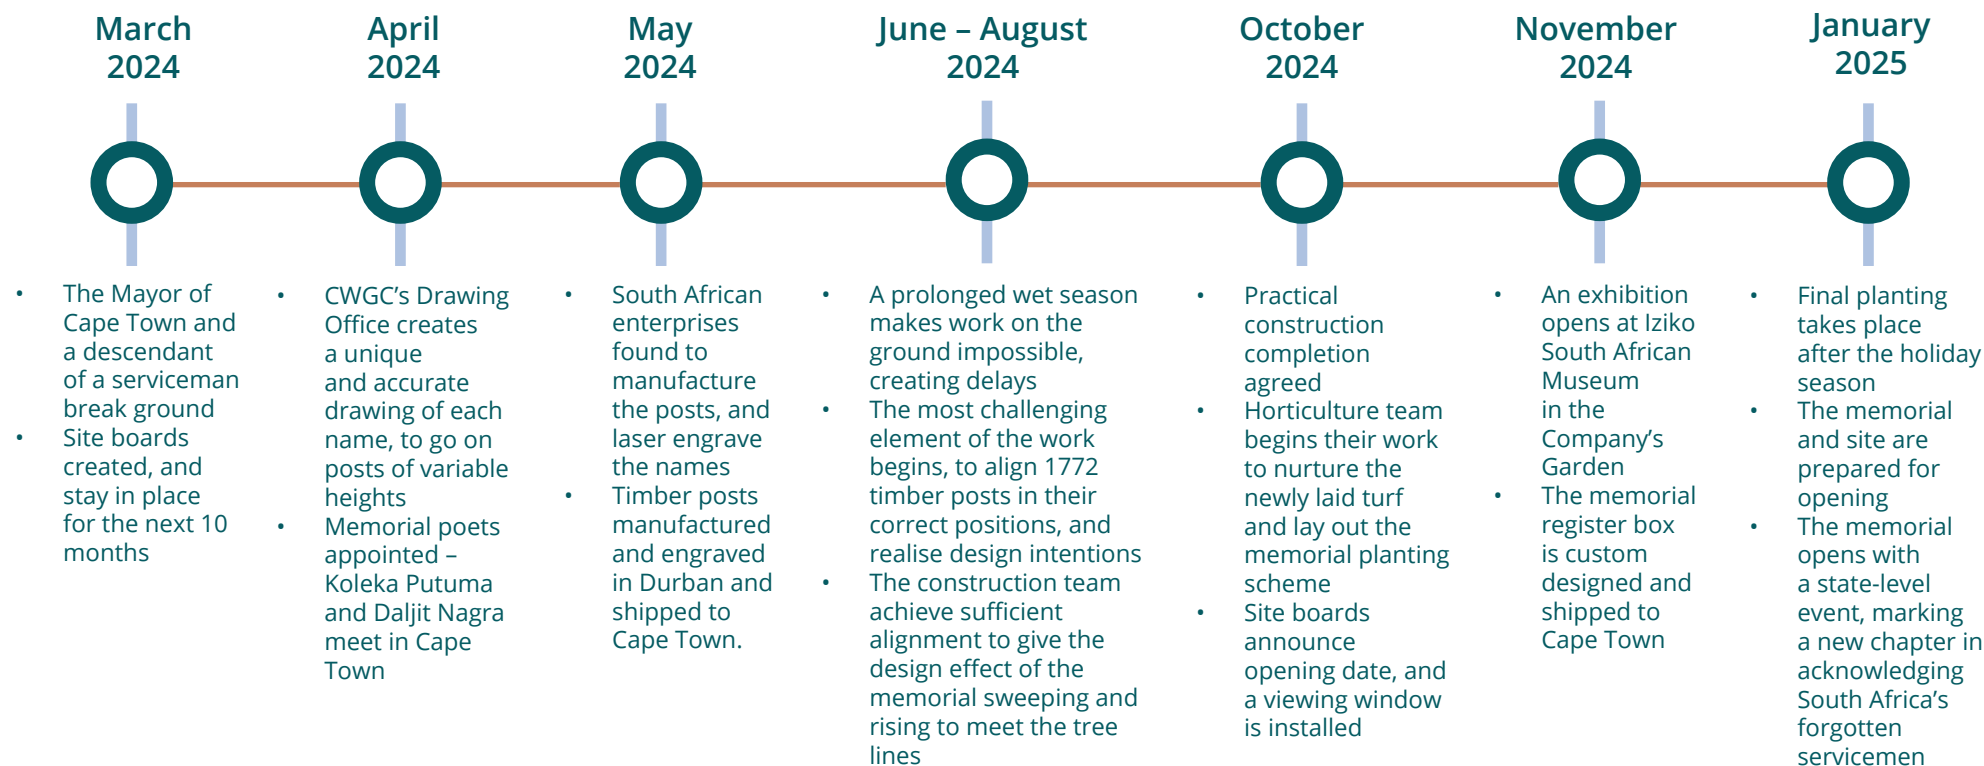 March
2024
• The Mayor of
Cape Town and
a descendant
of a serviceman
break ground
• Site boards
created, and
stay in place
for the next 10
months
April
2024
• CWGC’s Drawing
Office creates
a unique
and accurate
drawing of each
name, to go on
posts of variable
heights
• Memorial poets
appointed –
Koleka Putuma
and Daljit Nagra
meet in Cape
Town
May
2024
• South African
enterprises
found to
manufacture
the posts, and
laser engrave
the names
• Timber posts
manufactured
and engraved
in Durban and
shipped to
Cape Town.
June – August
2024
• A prolonged wet season
makes work on the
ground impossible,
creating delays
• The most challenging
element of the work
begins, to align 1772
timber posts in their
correct positions, and
realise design intentions
• The construction team
achieve sufficient
alignment to give the
design effect of the
memorial sweeping and
rising to meet the tree
lines
October
2024
• Practical
construction
completion
agreed
• Horticulture team
begins their work
to nurture the
newly laid turf
and lay out the
memorial planting
scheme
• Site boards
announce
opening date, and
a viewing window
is installed
November
2024
• An exhibition
opens at Iziko
South African
Museum
in the
Company’s
Garden
• The memorial
register box
is custom
designed and
shipped to
Cape Town
January
2025
• Final planting
takes place
after the holiday
season
• The memorial
and site are
prepared for
opening
• The memorial
opens with
a state-level
event, marking
a new chapter in
acknowledging
South Africa’s
forgotten
servicemen